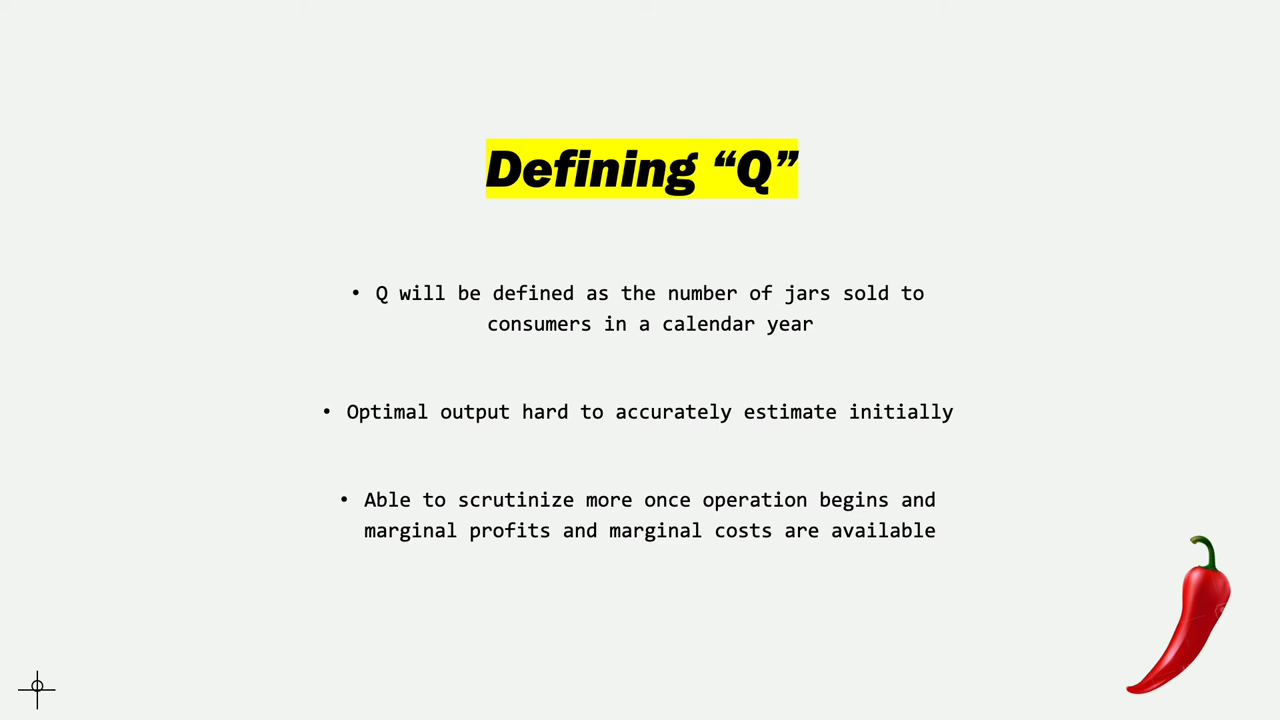 Defining “Q”
• Q will be defined as the number of jars sold to
consumers in a calendar year
• Optimal output hard to accurately estimate initially
• Able to scrutinize more once operation begins and
marginal profits and marginal costs are available